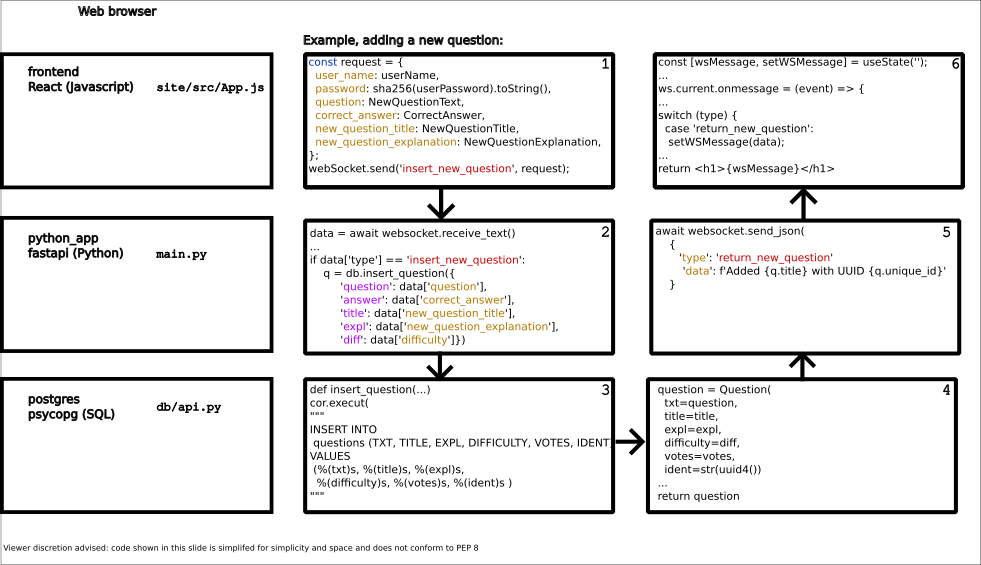 Web browser
Example, adding a new question:
frontend
React (Javascript) site/src/App.js
1
const request = {
user_name: userName,
password: sha256(userPassword).toString(),
question: NewQuestionText,
correct_answer: CorrectAnswer,
new_question_title: NewQuestionTitle,
new_question_explanation: NewQuestionExplanation,
};
webSocket.send('insert_new_question', request);
6
const [wsMessage, setWSMessage] = useState('');
...
ws.current.onmessage = (event) => {
...
switch (type) {
case 'return_new_question':
setWSMessage(data);
...
return <h1>{wsMessage}</h1>
python_app
fastapi (Python) main.py
2
data = await websocket.receive_text()
...
if data['type'] == 'insert_new_question':
q = db.insert_question({
'question': data['question'],
'answer': data['correct_answer'],
'title': data['new_question_title'],
'expl': data['new_question_explanation'],
'diff': data['difficulty']})
5
await websocket.send_json(
{
'type': 'return_new_question'
'data': f'Added {q.title} with UUID {q.unique_id}'
}
postgres
psycopg (SQL) db/api.py
3
def insert_question(...)
cor.execut(
"""
INSERT INTO
questions (TXT, TITLE, EXPL, DIFFICULTY, VOTES, IDENT)
VALUES
(%(txt)s, %(title)s, %(expl)s,
%(difficulty)s, %(votes)s, %(ident)s )
"""
4
question = Question(
txt=question,
title=title,
expl=expl,
difficulty=diff,
votes=votes,
ident=str(uuid4())
...
return question
Viewer discretion advised: code shown in this slide is simplifed for simplicity and space and does not conform to PEP 8